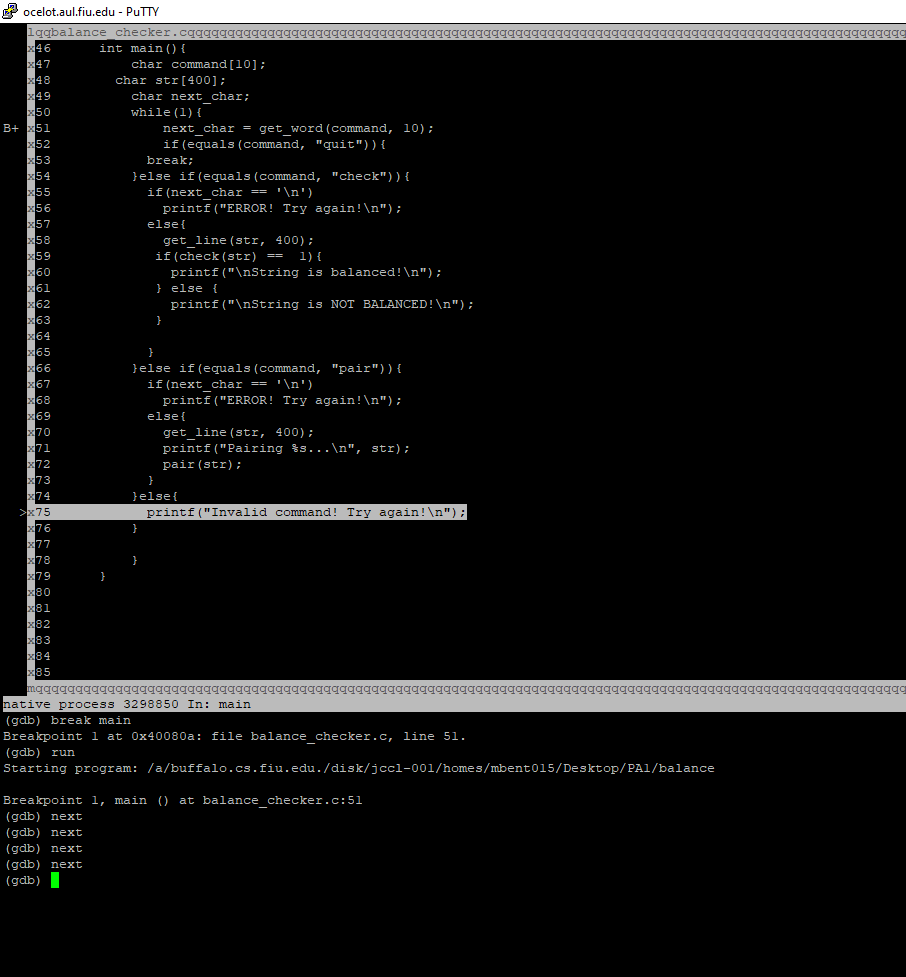 ocelot.aul.fiu.edu - PuTTY
lqqbalance_checker.cqqqqqqqqqqqqqqqqqqqqqqqqqqqqqqqqqqqqqqqqqqqqqqqqqqqqqqqqqqqqqqqqqqqqqqqqqqqqqqqqqqqqqqqqqq
x46      int main(){
x47          char command[10];
x48        char str[400];
x49          char next_char;
x50          while(1){
B+ x51              next_char = get_word(command, 10);
x52              if(equals(command, "quit")){
x53            break;
x54          }else if(equals(command, "check")){
x55            if(next_char == '\n')
x56              printf("ERROR! Try again!\n");
x57            else{
x58              get_line(str, 400);
x59             if(check(str) ==  1){
x60               printf("\nString is balanced!\n");
x61             } else {
x62               printf("\nString is NOT BALANCED!\n");
x63             }
x64
x65            }
x66          }else if(equals(command, "pair")){
x67            if(next_char == '\n')
x68              printf("ERROR! Try again!\n");
x69            else{
x70              get_line(str, 400);
x71              printf("Pairing %s...\n", str);
x72              pair(str);
x73            }
x74          }else{
>x75            printf("Invalid command! Try again!\n");
x76          }
x77
x78          }
x79      }
x80
x81
x82
x83
x84
x85
mqqqqqqqqqqqqqqqqqqqqqqqqqqqqqqqqqqqqqqqqqqqqqqqqqqqqqqqqqqqqqqqqqqqqqqqqqqqqqqqqqqqqqqqqqqqqqqqqqqqqqqqqqqqqq
native process 3298850 In: main
(gdb) break main
Breakpoint 1 at 0x40080a: file balance_checker.c, line 51.
(gdb) run
Starting program: /a/buffalo.cs.fiu.edu./disk/jccl-001/homes/mbent015/Desktop/PA1/balance

Breakpoint 1, main () at balance_checker.c:51
(gdb) next
(gdb) next
(gdb) next
(gdb) next
(gdb)